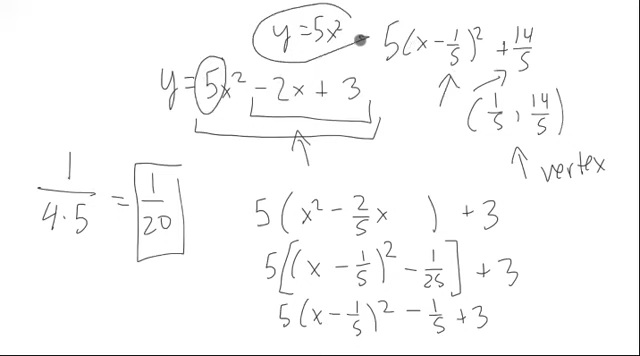 y=5x²
5(x-1/5)² + 14/5
y=5x² - 2x + 3
(1/5, 14/5)
vertex
1/(4·5) = 1/20
5(x² - 2/5x ) + 3
5[(x - 1/5)² - 1/25] + 3
5(x - 1/5)² - 1/5 + 3